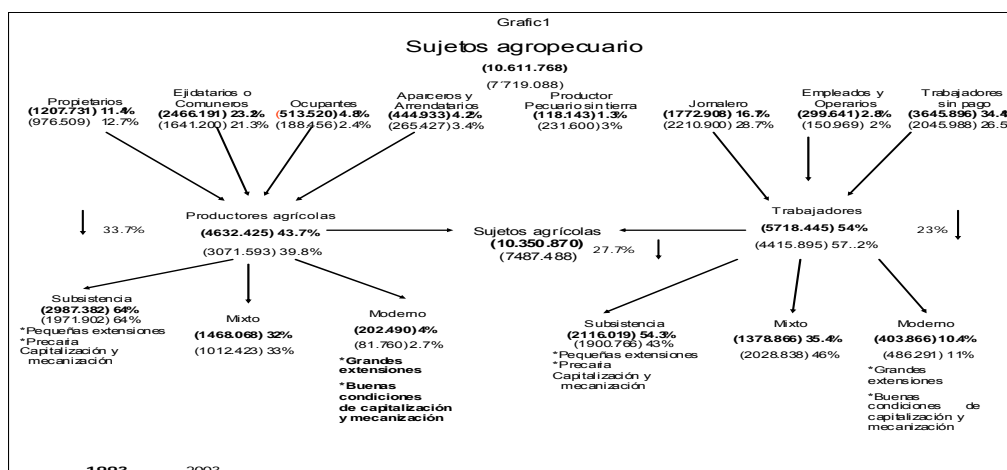 Grafic1
Sujetos agropecuario
(10.611.768)
(7'719.088)
Propietarios
(1207.731) 11.4%
(976.509) 12.7%
Ejidatarios o
Comuneros
(2466.191) 23.2%
(1641.200) 21.3%
Ocupantes
(513.520) 4.8%
(188.456) 2.4%
Aparceros y
Arrendatarios
(444.933) 4.2%
(265.427) 3.4%
Productor
Pecuario sin tierra
(118.143) 1.3%
(231.600) 3%
Jornalero
(1772.908) 16.7%
(2210.900) 28.7%
Empleados y
Operarios
(299.641) 2.8%
(150.969) 2%
Trabajadores
sin pago
(3645.896) 34.4%
(2045.988) 26.5%
33.7%
Productores agrícolas
(4632.425) 43.7%
(3071.593) 39.8%
Sujetos agrícolas
(10.350.870)
(7487.488)
27.7%
Trabajadores
(5718.445) 54%
(4415.895) 57..2%
23%
Subsistencia
(2987.382) 64%
(1971.902) 64%
*Pequeñas extensiones
*Precaria
Capitalización y
mecanización
Mixto
(1468.068) 32%
(1012.423) 33%
Moderno
(202.490) 4%
(81.760) 2.7%
*Grandes
extensiones
*Buenas
condiciones
de capitalización
y mecanización
Subsistencia
(2116.019) 54.3%
(1900.766) 43%
*Pequeñas extensiones
*Precaria
Capitalización y
mecanización
Mixto
(1378.866) 35.4%
(2028.838) 46%
Moderno
(403.866) 10.4%
(486.291) 11%
*Grandes
extensiones
*Buenas
condiciones de
capitalización y
mecanización